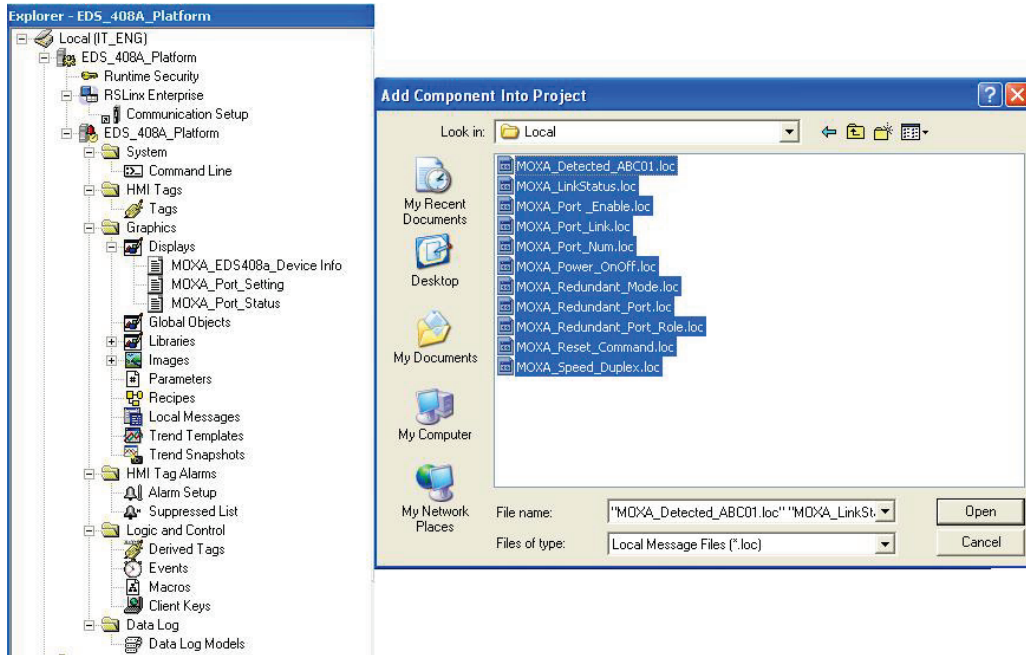 Explorer - EDS_408A_Platform
Local (IT_ENG)
EDS_408A_Platform
Runtime Security
RSLinx Enterprise
Communication Setup
EDS_408A_Platform
System
Command Line
HMI Tags
Tags
Graphics
Displays
MOXA_EDS408a_Device Info
MOXA_Port_Setting
MOXA_Port_Status
Global Objects
Libraries
Images
Parameters
Recipes
Local Messages
Trend Templates
Trend Snapshots
HMI Tag Alarms
Alarm Setup
Suppressed List
Logic and Control
Derived Tags
Events
Macros
Client Keys
Data Log
Data Log Models
Add Component Into Project
Look in:
Local
My Recent
Documents
Desktop
My Documents
My Computer
My Network
Places
MOXA_Detected_ABC01.loc
MOXA_LinkStatus.loc
MOXA_Port _Enable.loc
MOXA_Port_Link.loc
MOXA_Port_Num.loc
MOXA_Power_OnOff.loc
MOXA_Redundant_Mode.loc
MOXA_Redundant_Port.loc
MOXA_Redundant_Port_Role.loc
MOXA_Reset_Command.loc
MOXA_Speed_Duplex.loc
File name:
"MOXA_Detected_ABC01.loc" "MOXA_LinkSt
Open
Files of type:
Local Message Files (*.loc)
Cancel